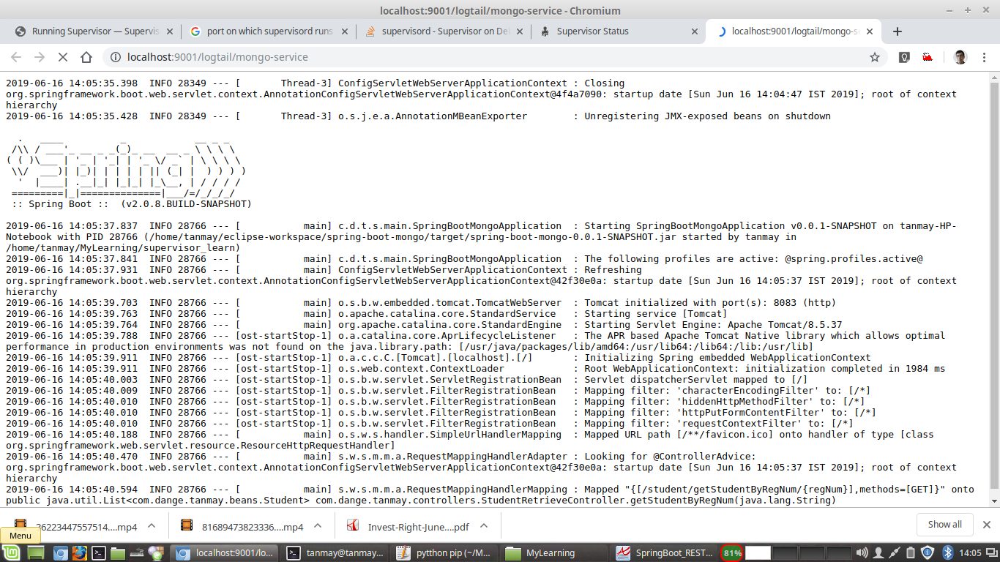 localhost:9001/logtail/mongo-service - Chromium
Running Supervisor — Supervis
port on which supervisord runs
supervisord - Supervisor on De
Supervisor Status
localhost:9001/logtail/mongo-s
localhost:9001/logtail/mongo-service
2019-06-16 14:05:35.398  INFO 28349 --- [       Thread-3] ConfigServletWebServerApplicationContext : Closing
org.springframework.boot.web.servlet.context.AnnotationConfigServletWebServerApplicationContext@4f4a7090: startup date [Sun Jun 16 14:04:47 IST 2019]; root of context
hierarchy
2019-06-16 14:05:35.428  INFO 28349 --- [       Thread-3] o.s.j.e.a.AnnotationMBeanExporter        : Unregistering JMX-exposed beans on shutdown
  .   ____          _            __ _ _
 /\\ / ___'_ __ _ _(_)_ __  __ _ \ \ \ \
( ( )\___ | '_ | '_| | '_ \/ _` | \ \ \ \
 \\/  ___)| |_)| | | | | || (_| |  ) ) ) )
  '  |____| .__|_| |_|_| |_\__, | / / / /
 =========|_|==============|___/=/_/_/_/
 :: Spring Boot ::  (v2.0.8.BUILD-SNAPSHOT)
2019-06-16 14:05:37.837  INFO 28766 --- [           main] c.d.t.s.main.SpringBootMongoApplication  : Starting SpringBootMongoApplication v0.0.1-SNAPSHOT on tanmay-HP-
Notebook with PID 28766 (/home/tanmay/eclipse-workspace/spring-boot-mongo/target/spring-boot-mongo-0.0.1-SNAPSHOT.jar started by tanmay in
/home/tanmay/MyLearning/supervisor_learn)
2019-06-16 14:05:37.841  INFO 28766 --- [           main] c.d.t.s.main.SpringBootMongoApplication  : The following profiles are active: @spring.profiles.active@
2019-06-16 14:05:37.931  INFO 28766 --- [           main] ConfigServletWebServerApplicationContext : Refreshing
org.springframework.boot.web.servlet.context.AnnotationConfigServletWebServerApplicationContext@42f30e0a: startup date [Sun Jun 16 14:05:37 IST 2019]; root of context
hierarchy
2019-06-16 14:05:39.703  INFO 28766 --- [           main] o.s.b.w.embedded.tomcat.TomcatWebServer  : Tomcat initialized with port(s): 8083 (http)
2019-06-16 14:05:39.763  INFO 28766 --- [           main] o.apache.catalina.core.StandardService   : Starting service [Tomcat]
2019-06-16 14:05:39.764  INFO 28766 --- [           main] org.apache.catalina.core.StandardEngine  : Starting Servlet Engine: Apache Tomcat/8.5.37
2019-06-16 14:05:39.788  INFO 28766 --- [ost-startStop-1] o.a.catalina.core.AprLifecycleListener   : The APR based Apache Tomcat Native library which allows optimal
performance in production environments was not found on the java.library.path: [/usr/java/packages/lib/amd64:/usr/lib64:/lib64:/lib:/usr/lib]
2019-06-16 14:05:39.911  INFO 28766 --- [ost-startStop-1] o.a.c.c.C.[Tomcat].[localhost].[/]       : Initializing Spring embedded WebApplicationContext
2019-06-16 14:05:39.911  INFO 28766 --- [ost-startStop-1] o.s.web.context.ContextLoader            : Root WebApplicationContext: initialization completed in 1984 ms
2019-06-16 14:05:40.003  INFO 28766 --- [ost-startStop-1] o.s.b.w.servlet.ServletRegistrationBean  : Servlet dispatcherServlet mapped to [/]
2019-06-16 14:05:40.009  INFO 28766 --- [ost-startStop-1] o.s.b.w.servlet.FilterRegistrationBean   : Mapping filter: 'characterEncodingFilter' to: [/*]
2019-06-16 14:05:40.010  INFO 28766 --- [ost-startStop-1] o.s.b.w.servlet.FilterRegistrationBean   : Mapping filter: 'hiddenHttpMethodFilter' to: [/*]
2019-06-16 14:05:40.010  INFO 28766 --- [ost-startStop-1] o.s.b.w.servlet.FilterRegistrationBean   : Mapping filter: 'httpPutFormContentFilter' to: [/*]
2019-06-16 14:05:40.010  INFO 28766 --- [ost-startStop-1] o.s.b.w.servlet.FilterRegistrationBean   : Mapping filter: 'requestContextFilter' to: [/*]
2019-06-16 14:05:40.188  INFO 28766 --- [           main] o.s.w.s.handler.SimpleUrlHandlerMapping  : Mapped URL path [/**/favicon.ico] onto handler of type [class
org.springframework.web.servlet.resource.ResourceHttpRequestHandler]
2019-06-16 14:05:40.470  INFO 28766 --- [           main] s.w.s.m.m.a.RequestMappingHandlerAdapter : Looking for @ControllerAdvice:
org.springframework.boot.web.servlet.context.AnnotationConfigServletWebServerApplicationContext@42f30e0a: startup date [Sun Jun 16 14:05:37 IST 2019]; root of context
hierarchy
2019-06-16 14:05:40.594  INFO 28766 --- [           main] s.w.s.m.m.a.RequestMappingHandlerMapping : Mapped "{[/student/getStudentByRegNum/{regNum}],methods=[GET]}" onto
public java.util.List<com.dange.tanmay.beans.Student> com.dange.tanmay.controllers.StudentRetrieveController.getStudentByRegNum(java.lang.String)
36223447557514....mp4
81689473823336....mp4
Invest-Right-June....pdf
Show all
Menu
localhost:9001/lo...
tanmay@tanmay...
pytthon pip (~/M...
MyLearning
SpringBoot_REST...
81%
14:05